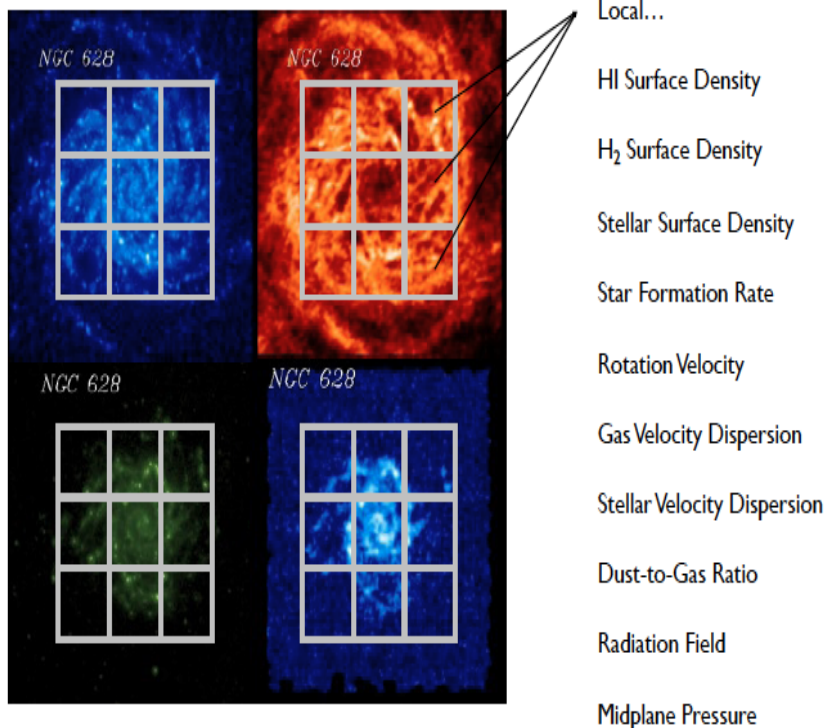 NGC 628
NGC 628
NGC 628
NGC 628
Local...
HI Surface Density
H₂ Surface Density
Stellar Surface Density
Star Formation Rate
Rotation Velocity
Gas Velocity Dispersion
Stellar Velocity Dispersion
Dust-to-Gas Ratio
Radiation Field
Midplane Pressure